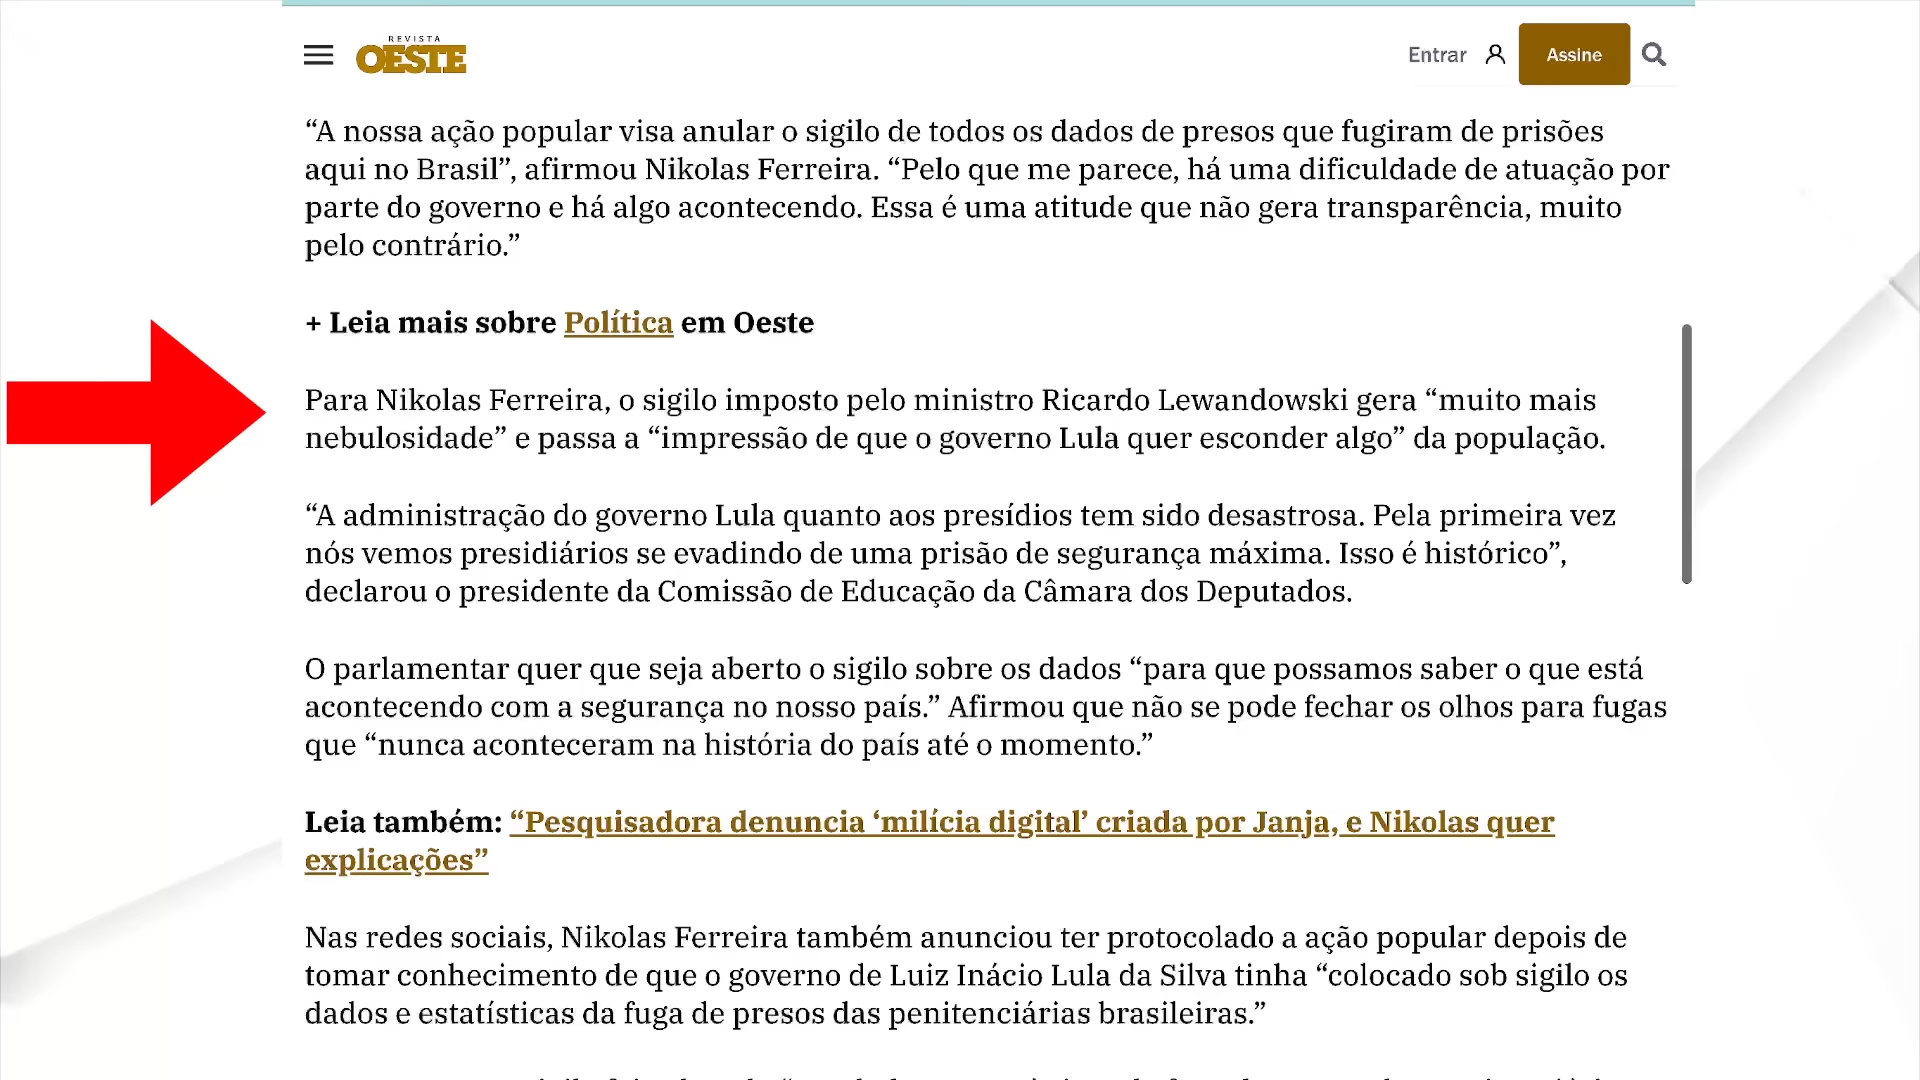 REVISTA
OESTE
Entrar
Assine
“A nossa ação popular visa anular o sigilo de todos os dados de presos que fugiram de prisões
aqui no Brasil”, afirmou Nikolas Ferreira. “Pelo que me parece, há uma dificuldade de atuação por
parte do governo e há algo acontecendo. Essa é uma atitude que não gera transparência, muito
pelo contrário.”
+ Leia mais sobre Política em Oeste
Para Nikolas Ferreira, o sigilo imposto pelo ministro Ricardo Lewandowski gera “muito mais
nebulosidade” e passa a “impressão de que o governo Lula quer esconder algo” da população.
“A administração do governo Lula quanto aos presídios tem sido desastrosa. Pela primeira vez
nós vemos presidiários se evadindo de uma prisão de segurança máxima. Isso é histórico”,
declarou o presidente da Comissão de Educação da Câmara dos Deputados.
O parlamentar quer que seja aberto o sigilo sobre os dados “para que possamos saber o que está
acontecendo com a segurança no nosso país.” Afirmou que não se pode fechar os olhos para fugas
que “nunca aconteceram na história do país até o momento.”
Leia também: “Pesquisadora denuncia ‘milícia digital’ criada por Janja, e Nikolas quer
explicações”
Nas redes sociais, Nikolas Ferreira também anunciou ter protocolado a ação popular depois de
tomar conhecimento de que o governo de Luiz Inácio Lula da Silva tinha “colocado sob sigilo os
dados e estatísticas da fuga de presos das penitenciárias brasileiras.”